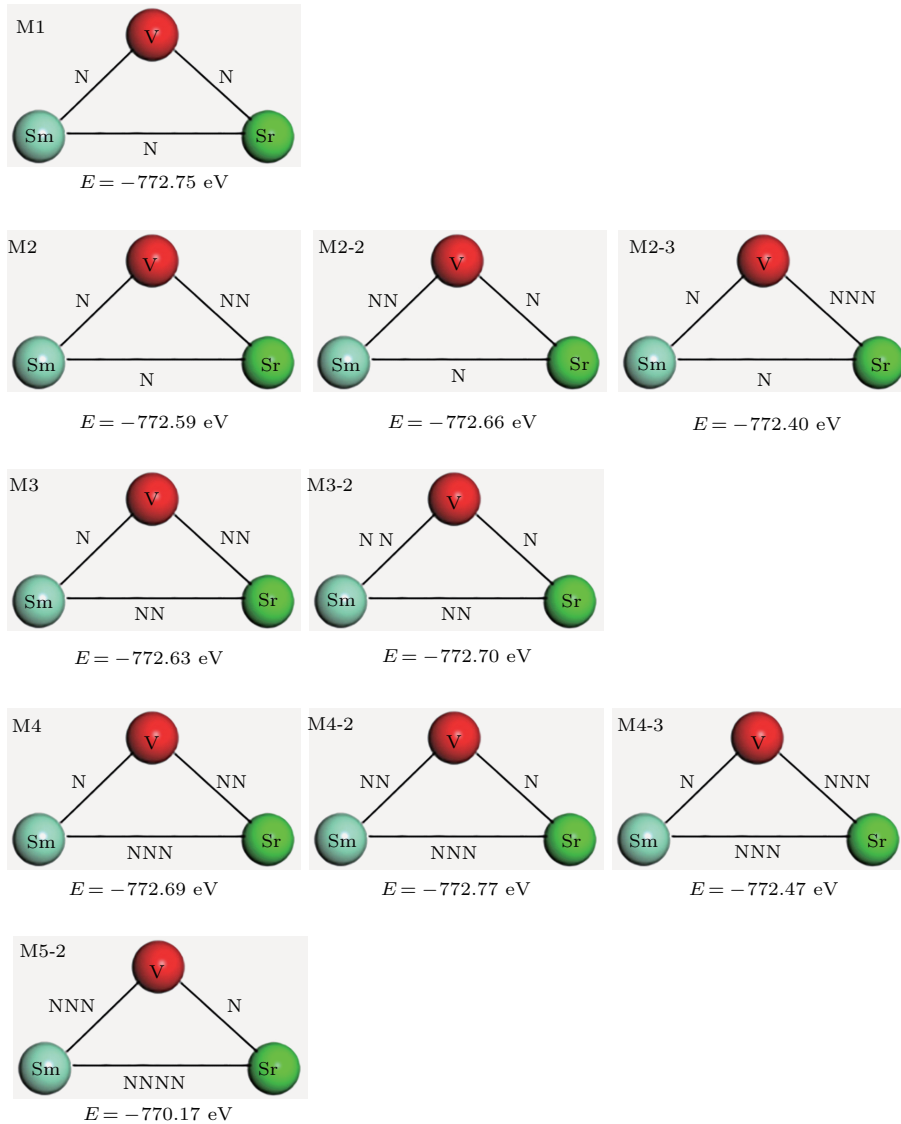 M1
V
N N
Sm Sr
N
E = −772.75 eV
M2
V
N NN
Sm Sr
N
E = −772.59 eV
M2-2
V
NN N
Sm Sr
N
E = −772.66 eV
M2-3
V
N NNN
Sm Sr
N
E = −772.40 eV
M3
V
N NN
Sm Sr
NN
E = −772.63 eV
M3-2
V
N N N
Sm Sr
NN
E = −772.70 eV
M4
V
N NN
Sm Sr
NNN
E = −772.69 eV
M4-2
V
NN N
Sm Sr
NNN
E = −772.77 eV
M4-3
V
N NNN
Sm Sr
NNN
E = −772.47 eV
M5-2
V
NNN N
Sm Sr
NNNN
E = −770.17 eV